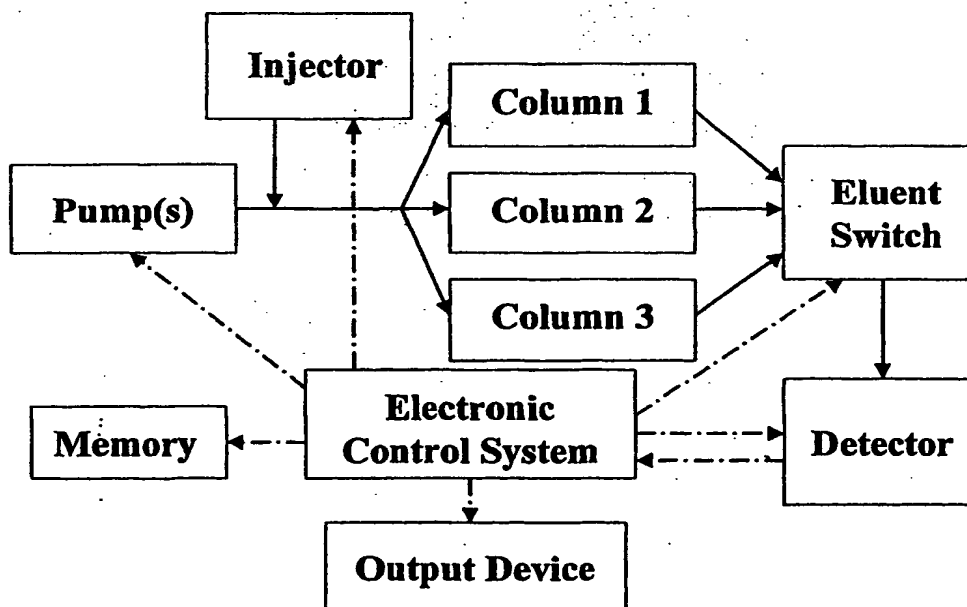 Injector
Column 1
Pump(s)
Column 2
Eluent
Switch
Column 3
Electronic
Control System
Memory
Detector
Output Device